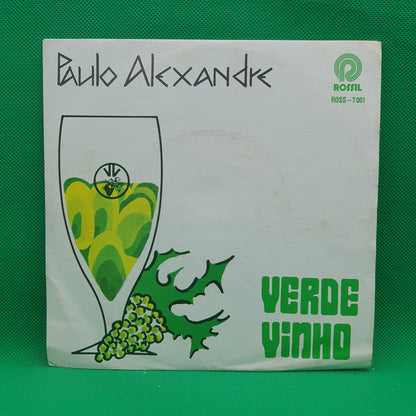 Paulo Alexandre
ROSSIL
ROSS-7001
VERDE
VINHO